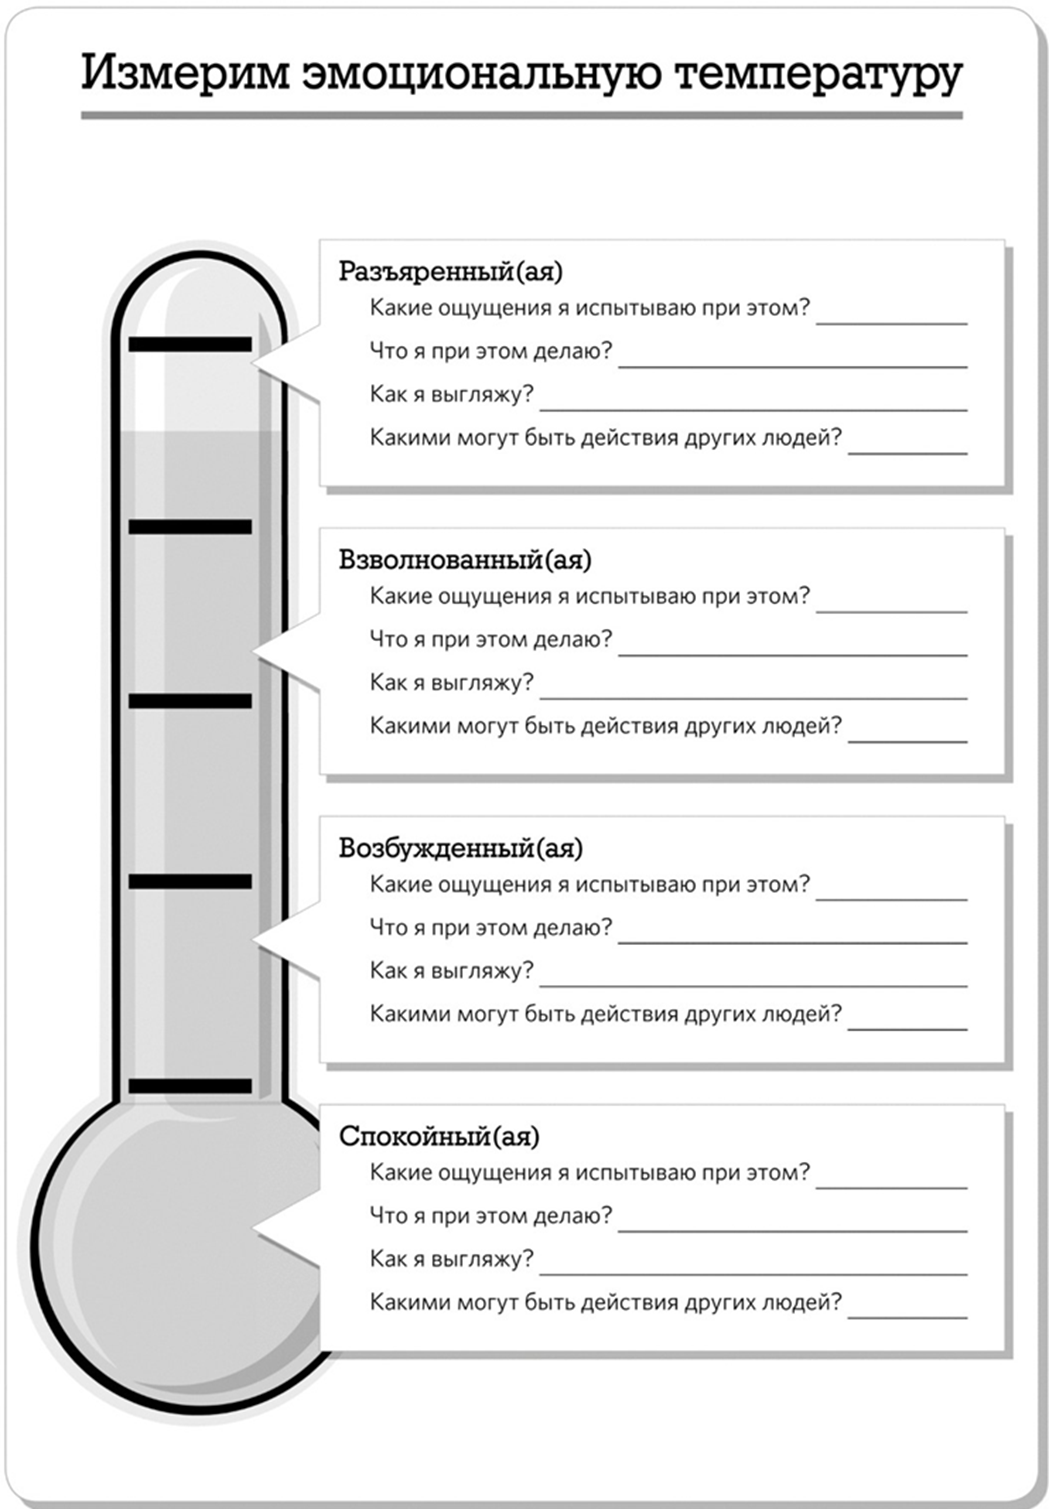 Измерим эмоциональную температуру
Разъяренный(ая)
Какие ощущения я испытываю при этом?
Что я при этом делаю?
Как я выгляжу?
Какими могут быть действия других людей?
Взволнованный(ая)
Какие ощущения я испытываю при этом?
Что я при этом делаю?
Как я выгляжу?
Какими могут быть действия других людей?
Возбужденный(ая)
Какие ощущения я испытываю при этом?
Что я при этом делаю?
Как я выгляжу?
Какими могут быть действия других людей?
Спокойный(ая)
Какие ощущения я испытываю при этом?
Что я при этом делаю?
Как я выгляжу?
Какими могут быть действия других людей?